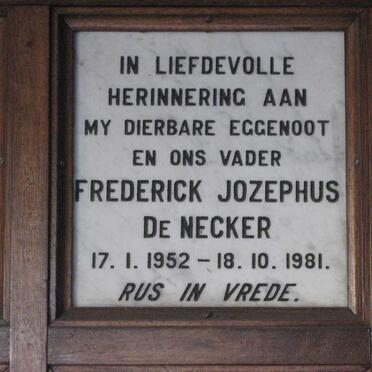 IN LIEFDEVOLLE
HERINNERING AAN
MY DIERBARE EGGENOOT
EN ONS VADER
FREDERICK JOZEPHUS
DE NECKER
17. 1. 1952 – 18. 10. 1981.
RUS IN VREDE.